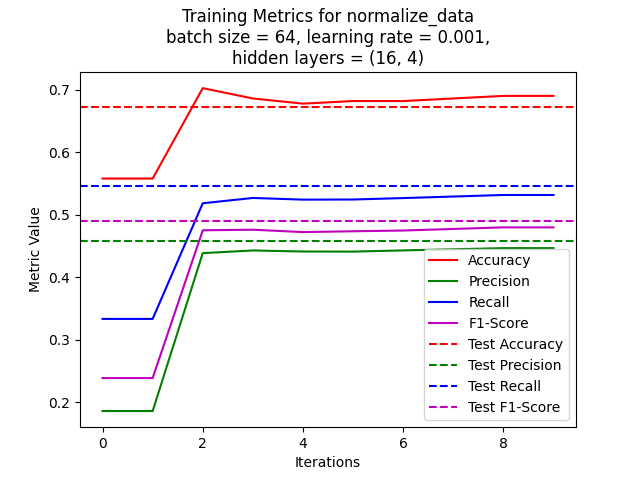 Training Metrics for normalize_data
batch size = 64, learning rate = 0.001,
hidden layers = (16, 4)
Metric Value
0.7
0.6
0.5
0.4
0.3
0.2
Accuracy
Precision
Recall
F1-Score
Test Accuracy
Test Precision
Test Recall
Test F1-Score
0 2 4 6 8
Iterations